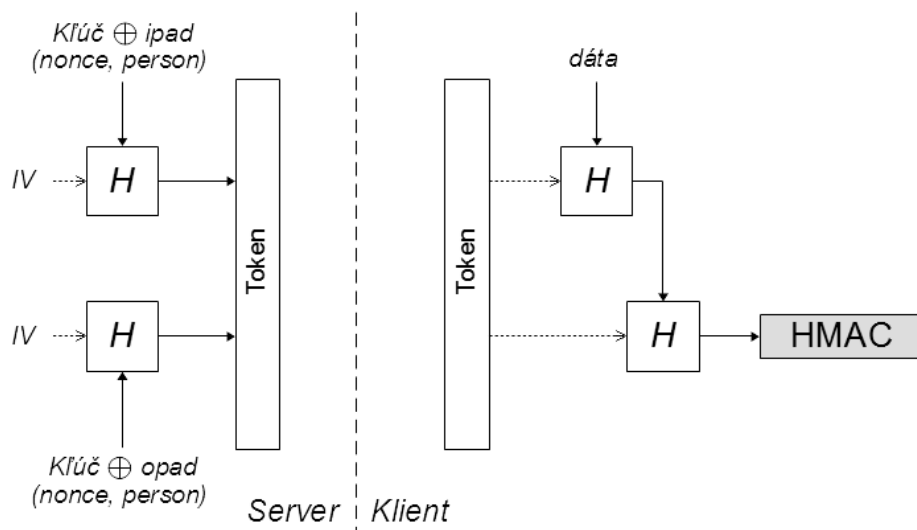 Kľúč ⊕ ipad
(nonce, person)
dáta
IV
H
H
Token
Token
IV
H
H
HMAC
Kľúč ⊕ opad
(nonce, person)
Server
Klient